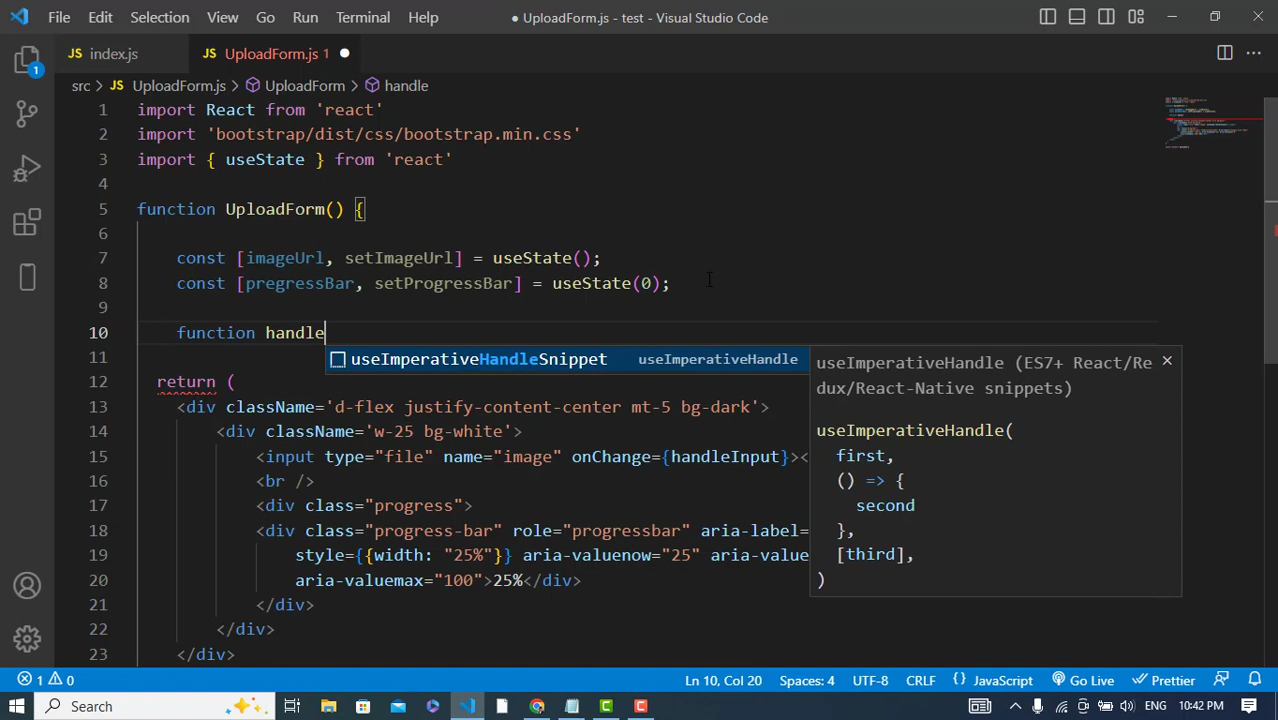 File Edit Selection View Go Run Terminal Help ● UploadForm.js - test - Visual Studio Code
JS index.js JS UploadForm.js 1 ●
src > JS UploadForm.js > UploadForm > handle
1
1 import React from 'react'
2 import 'bootstrap/dist/css/bootstrap.min.css'
3 import { useState } from 'react'
4
5 function UploadForm() {
6
7 const [imageUrl, setImageUrl] = useState();
8 const [pregressBar, setProgressBar] = useState(0);
9
10 function handle
11 useImperativeHandleSnippet useImperativeHandle
useImperativeHandle (ES7+ React/Re
dux/React-Native snippets)
useImperativeHandle(
first,
() => {
second
},
[third],
)
12 return (
13 <div className='d-flex justify-content-center mt-5 bg-dark'>
14 <div className='w-25 bg-white'>
15 <input type="file" name="image" onChange={handleInput}><
16 <br />
17 <div class="progress">
18 <div class="progress-bar" role="progressbar" aria-label=
19 style={{width: "25%"}} aria-valuenow="25" aria-value
20 aria-valuemax="100">25%</div>
21 </div>
22 </div>
23 </div>
1 0 Ln 10, Col 20 Spaces: 4 UTF-8 CRLF {} JavaScript Go Live Prettier
Search ENG 10:42 PM